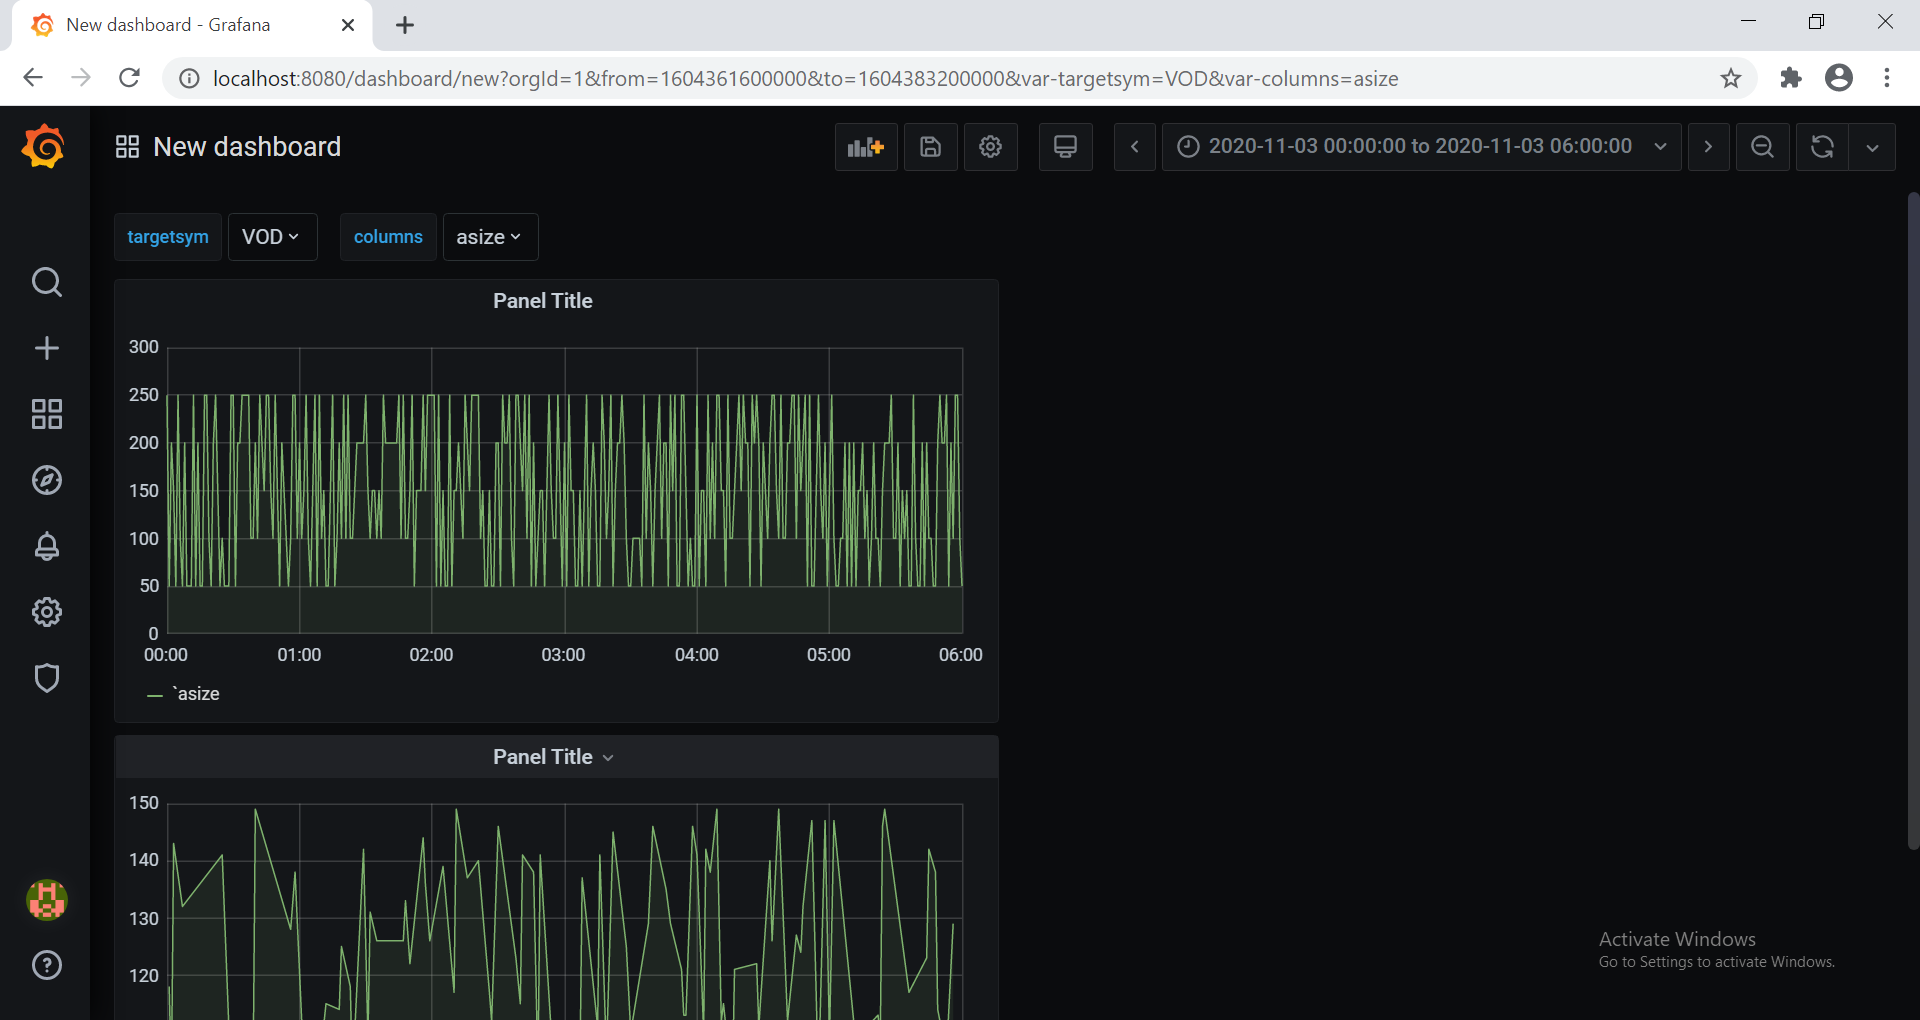 New dashboard - Grafana
localhost:8080/dashboard/new?orgId=1&from=1604361600000&to=1604383200000&var-targetsym=VOD&var-columns=asize
New dashboard
2020-11-03 00:00:00 to 2020-11-03 06:00:00
targetsym VOD columns asize
Panel Title
300
250
200
150
100
50
0
00:00 01:00 02:00 03:00 04:00 05:00 06:00
`asize
Panel Title
150
140
130
120
Activate Windows
Go to Settings to activate Windows.